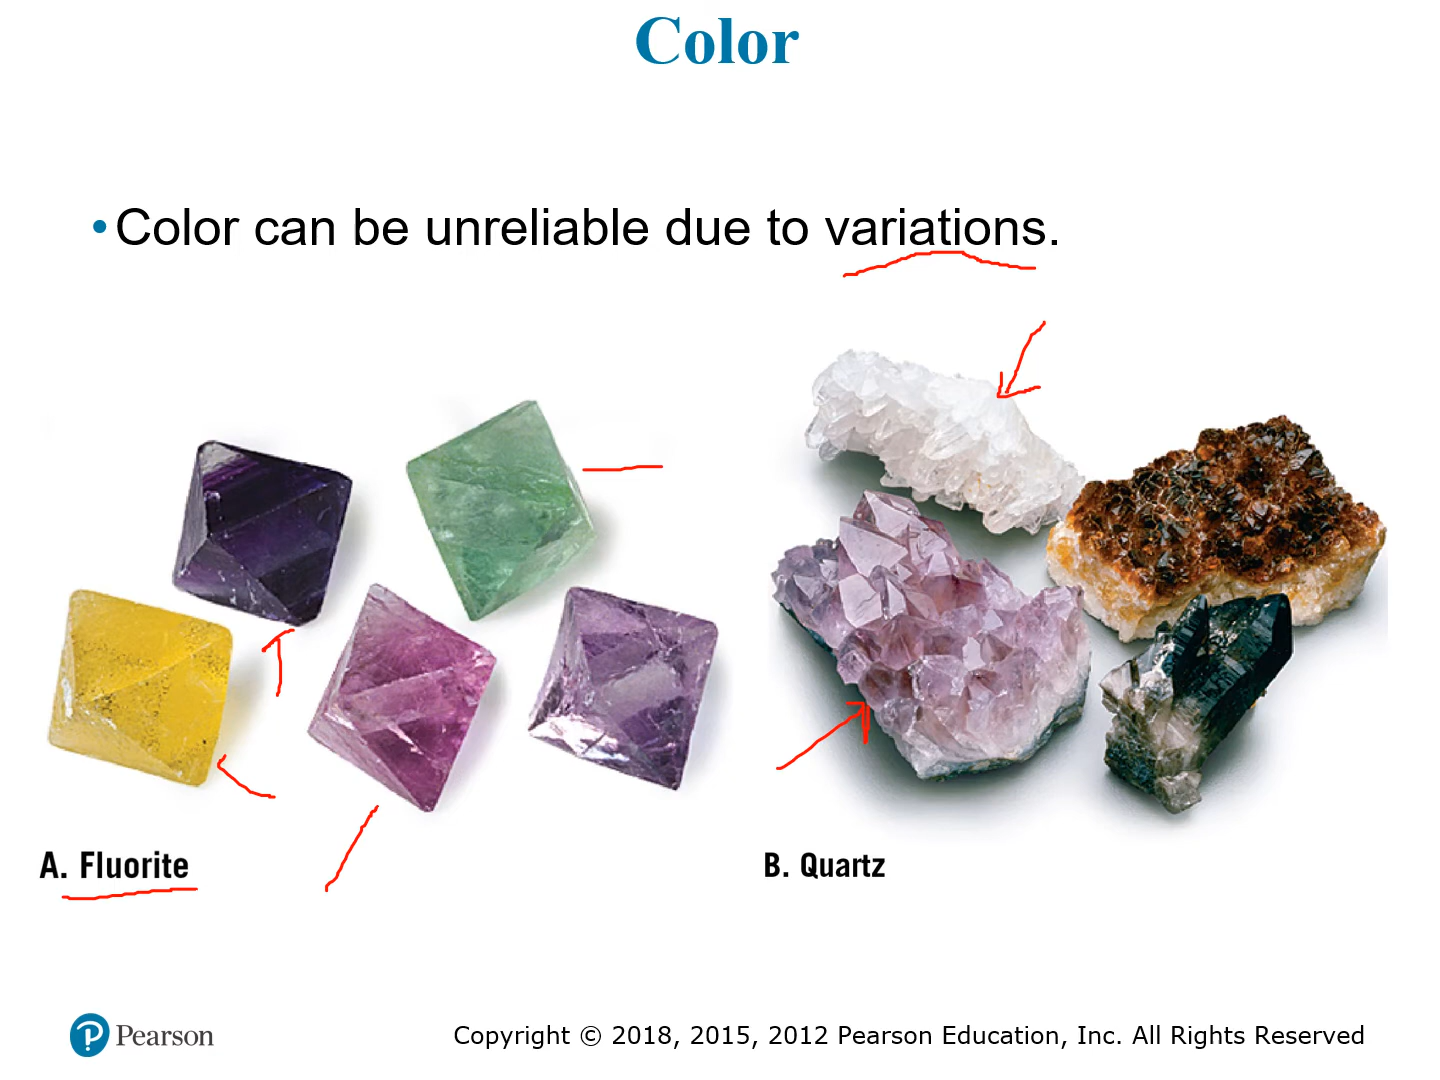 Color
• Color can be unreliable due to variations.
A. Fluorite
B. Quartz
Pearson
Copyright © 2018, 2015, 2012 Pearson Education, Inc. All Rights Reserved